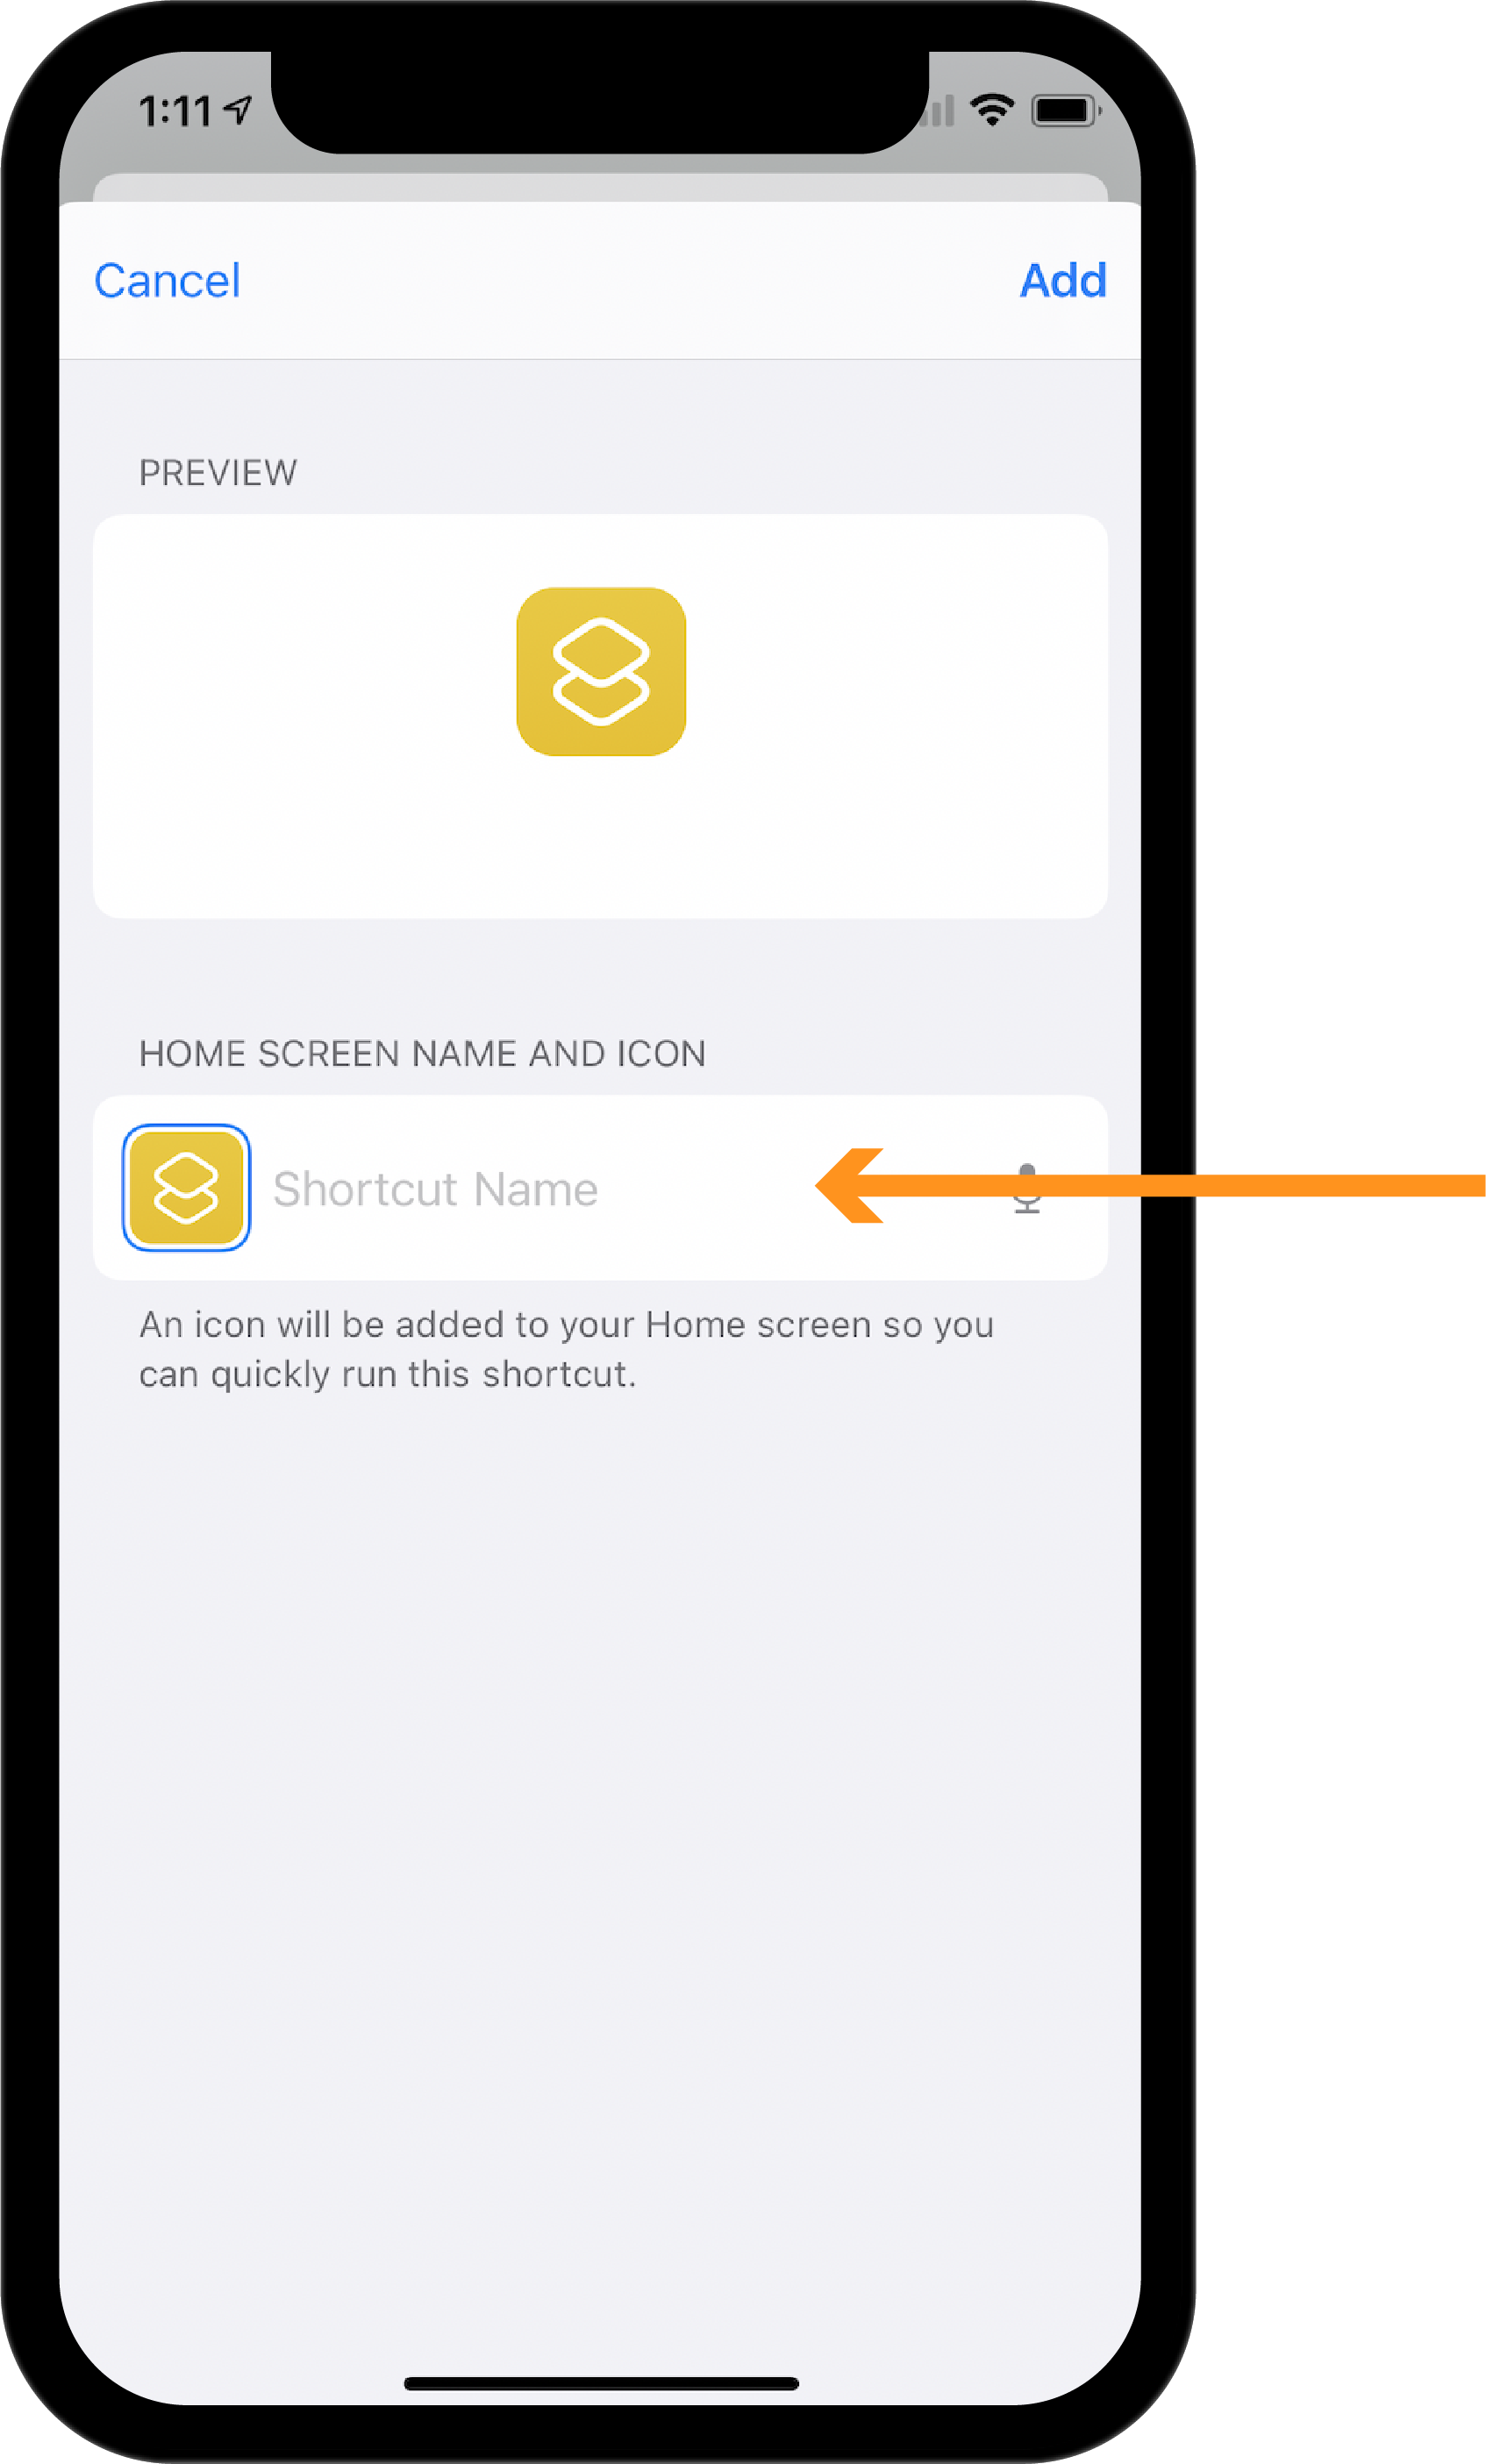 1:11
Cancel
Add
PREVIEW
HOME SCREEN NAME AND ICON
Shortcut Name
An icon will be added to your Home screen so you
can quickly run this shortcut.